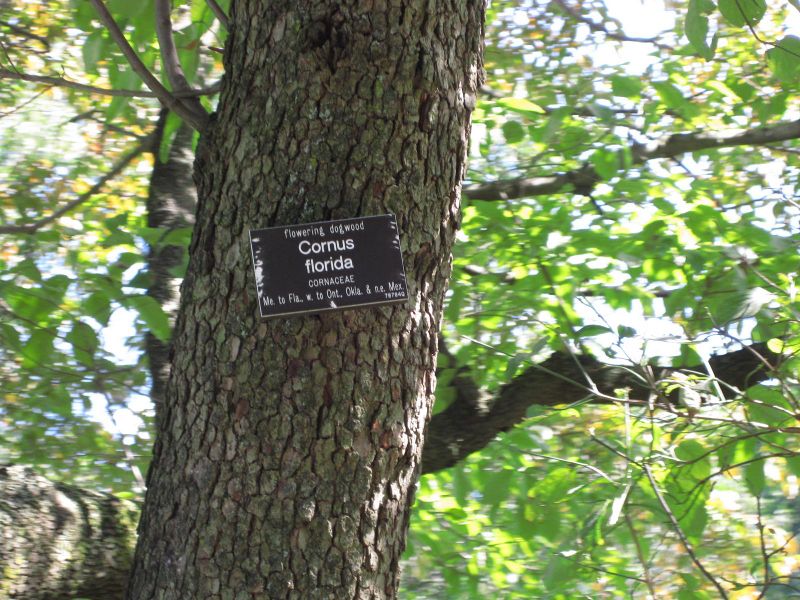 flowering dogwood
Cornus
florida
CORNACEAE
Me. to Fla., w. to Ont., Okla. & n.e. Mex.